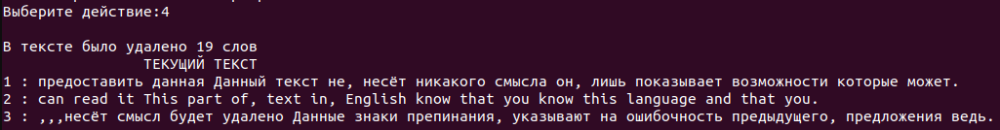 Выберите действие:4
В тексте было удалено 19 слов
ТЕКУЩИЙ ТЕКСТ
1 : предоставить данная Данный текст не, несёт никакого смысла он, лишь показывает возможности которые может.
2 : can read it This part of, text in, English know that you know this language and that you.
3 : ,,,несёт смысл будет удалено Данные знаки препинания, указывают на ошибочность предыдущего, предложения ведь.